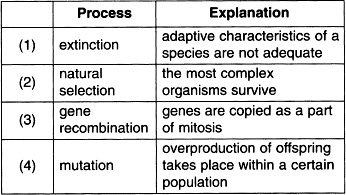 Process Explanation
(1) extinction adaptive characteristics of a
species are not adequate
(2) natural
selection the most complex
organisms survive
(3) gene
recombination genes are copied as a part
of mitosis
(4) mutation overproduction of offspring
takes place within a certain
population